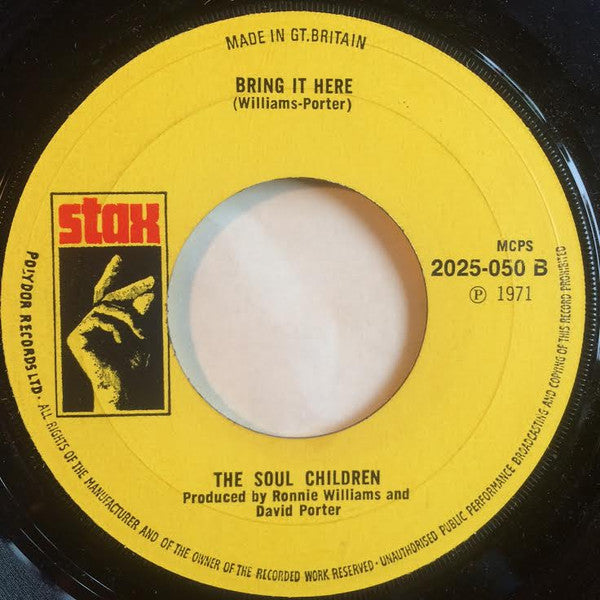 MADE IN GT.BRITAIN
BRING IT HERE
(Williams-Porter)
stax
MCPS
2025-050 B
Ⓟ 1971
THE SOUL CHILDREN
Produced by Ronnie Williams and
David Porter
POLYDOR RECORDS LTD · ALL RIGHTS OF THE MANUFACTURER AND OF THE OWNER OF THE RECORDED WORK RESERVED · UNAUTHORISED PUBLIC PERFORMANCE BROADCASTING AND COPYING OF THIS RECORD PROHIBITED